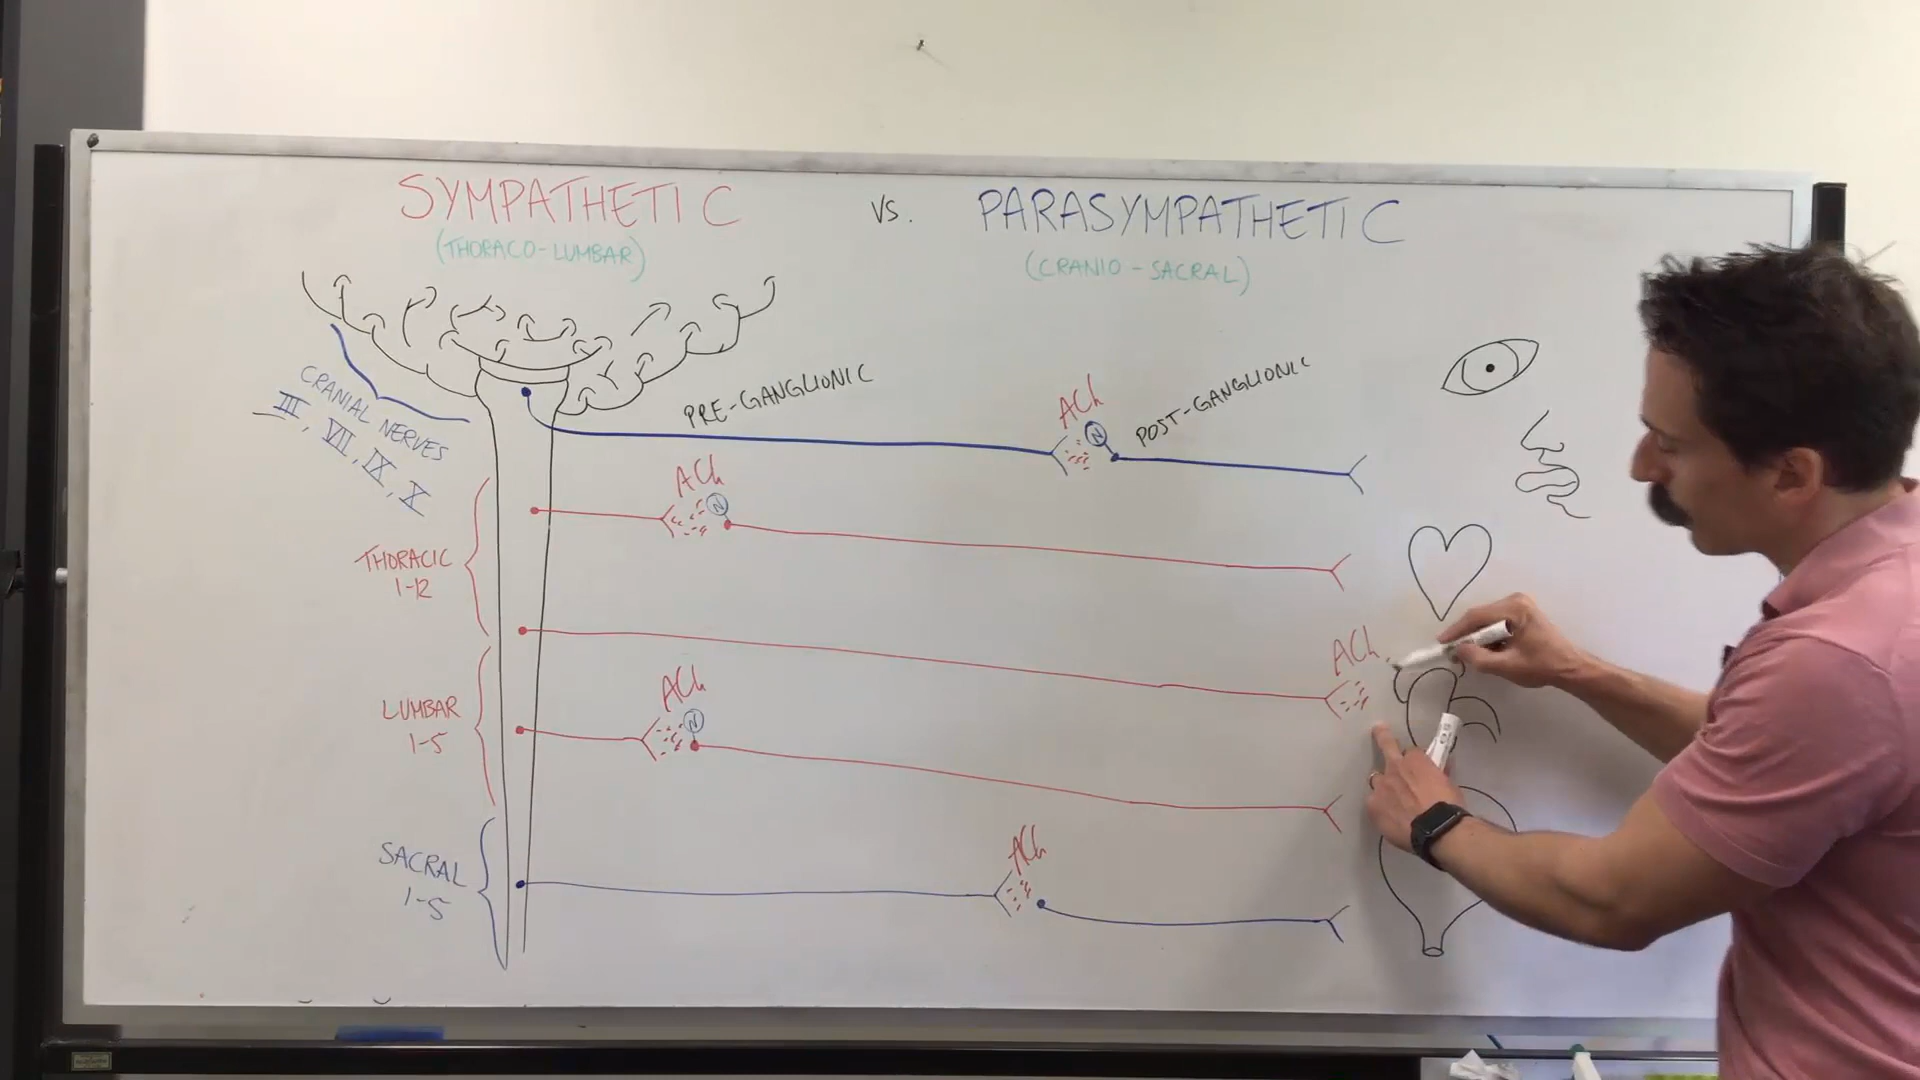 SYMPATHETIC
VS.
PARASYMPATHETIC
(THORACO-LUMBAR)
(CRANIO-SACRAL)
CRANIAL NERVES
III, VII, IX, X
PRE-GANGLIONIC
ACh
N
POST-GANGLIONIC
ACh
N
THORACIC
1-12
ACh
LUMBAR
1-5
ACh
N
SACRAL
1-5
ACh